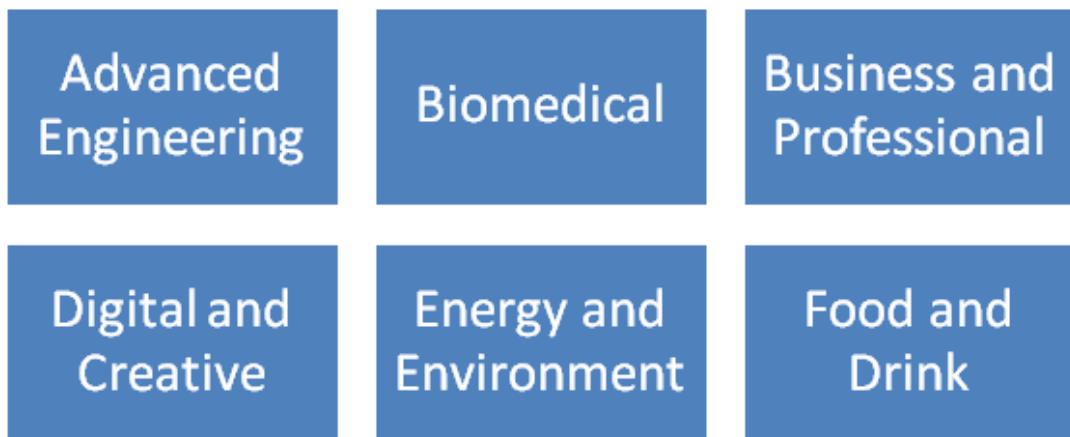 Advanced
Engineering
Biomedical
Business and
Professional
Digital and
Creative
Energy and
Environment
Food and
Drink